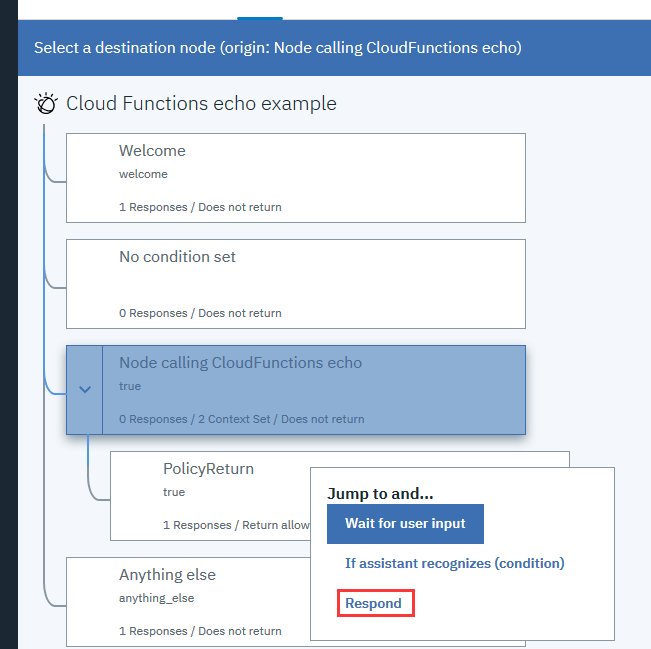 Select a destination node (origin: Node calling CloudFunctions echo)
Cloud Functions echo example
Welcome
welcome
1 Responses / Does not return
No condition set
0 Responses / Does not return
Node calling CloudFunctions echo
true
0 Responses / 2 Context Set / Does not return
PolicyReturn
true
1 Responses / Return allow
Jump to and...
Wait for user input
If assistant recognizes (condition)
Respond
Anything else
anything_else
1 Responses / Does not return